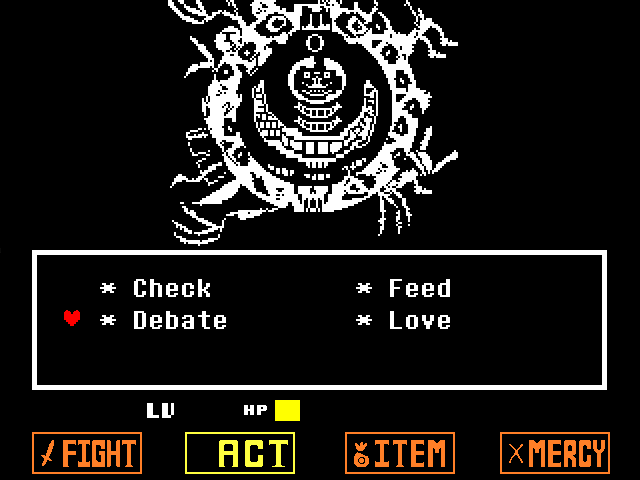 * Check * Feed
* Debate * Love
LV HP
FIGHT ACT ITEM MERCY